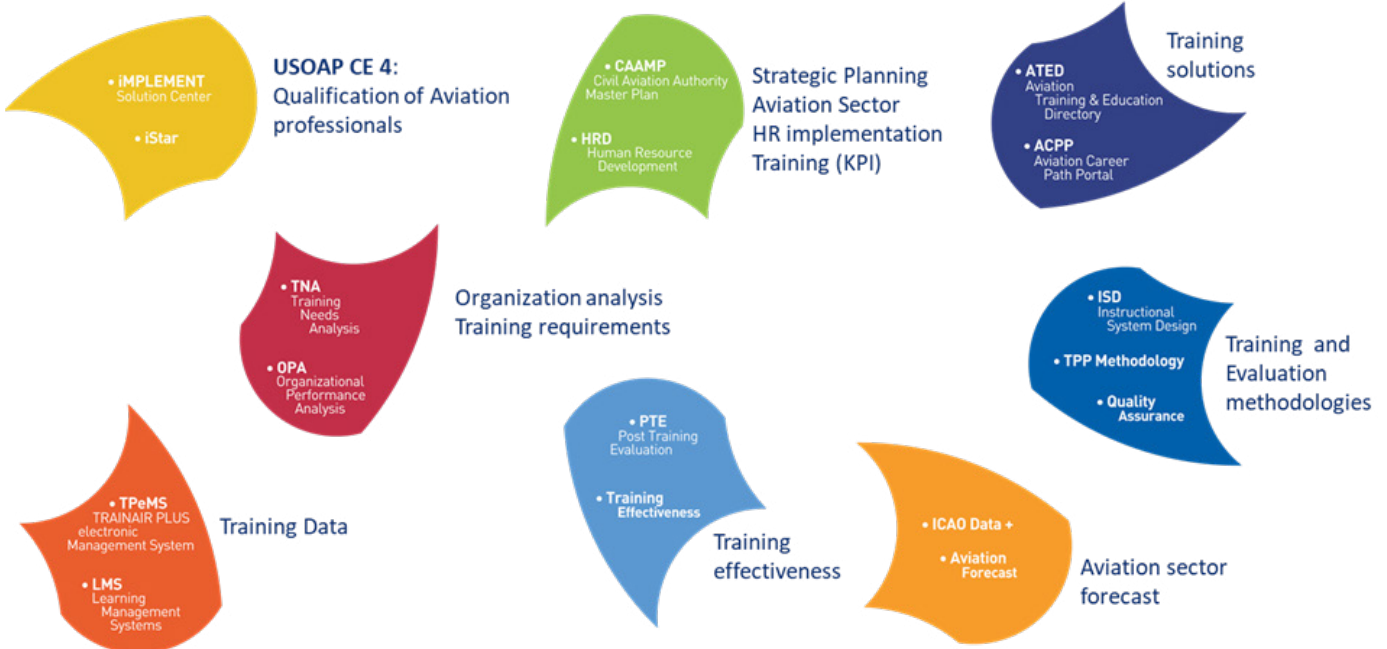 • iMPLEMENT
Solution Center
• iStar
USOAP CE 4:
Qualification of Aviation
professionals
• CAAMP
Civil Aviation Authority
Master Plan
• HRD
Human Resource
Development
Strategic Planning
Aviation Sector
HR implementation
Training (KPI)
• ATED
Aviation
Training & Education
Directory
• ACPP
Aviation Career
Path Portal
Training
solutions
• TNA
Training
Needs
Analysis
• OPA
Organizational
Performance
Analysis
Organization analysis
Training requirements
• ISD
Instructional
System Design
• TPP Methodology
• Quality
Assurance
Training and
Evaluation
methodologies
• TPeMS
TRAINAIR PLUS
electronic
Management System
• LMS
Learning
Management
Systems
Training Data
• PTE
Post Training
Evaluation
• Training
Effectiveness
Training
effectiveness
• ICAO Data +
• Aviation
Forecast
Aviation sector
forecast